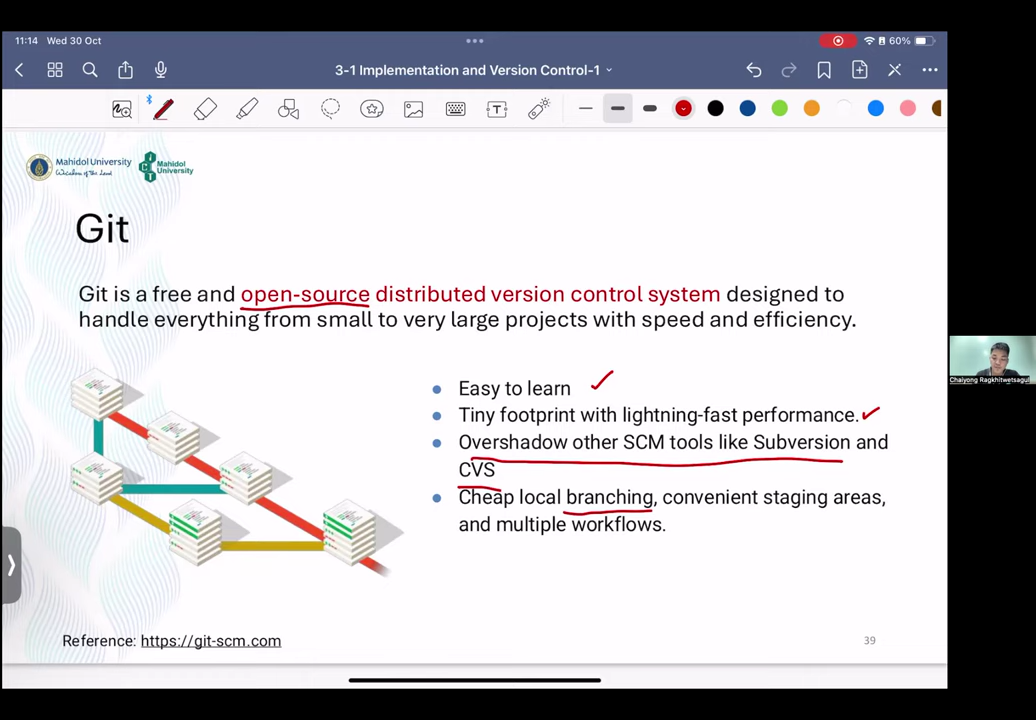 11:14 Wed 30 Oct
60%
3-1 Implementation and Version Control-1
Mahidol University
Wisdom of the Land
Mahidol
University
Git
Git is a free and open-source distributed version control system designed to
handle everything from small to very large projects with speed and efficiency.
Easy to learn
Tiny footprint with lightning-fast performance.
Overshadow other SCM tools like Subversion and
CVS
Cheap local branching, convenient staging areas,
and multiple workflows.
Reference: https://git-scm.com
39
Chaiyong Ragkhitwetsagul